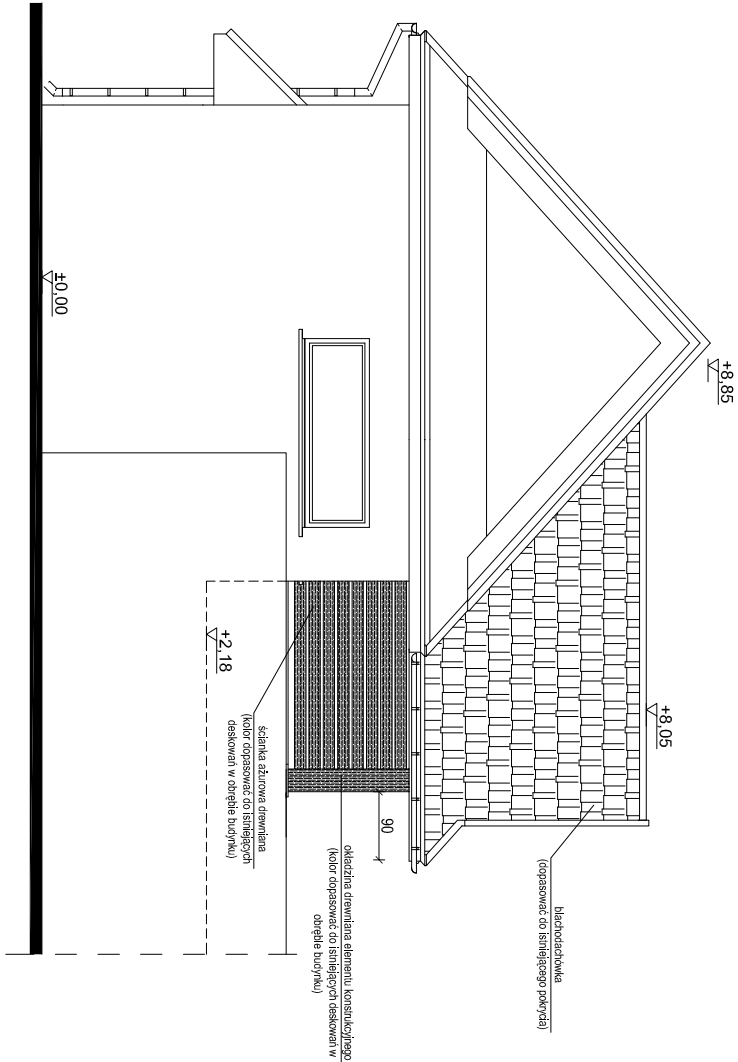 +8,85
+8,05
blachodachówka
(dopasować do istniejącego pokrycia)
90
okładzina drewniana elementu konstrukcyjnego
(kolor dopasować do istniejących deskowań w
obrębie budynku)
+2,18
ścianka ażurowa drewniana
(kolor dopasować do istniejących
deskowań w obrębie budynku)
±0,00